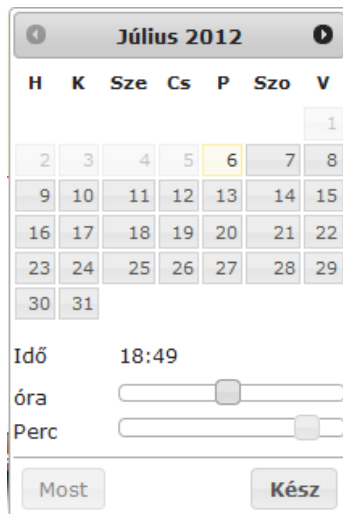 Július 2012
H K Sze Cs P Szo V
1
2 3 4 5 6 7 8
9 10 11 12 13 14 15
16 17 18 19 20 21 22
23 24 25 26 27 28 29
30 31
Idő 18:49
óra
Perc
Most Kész